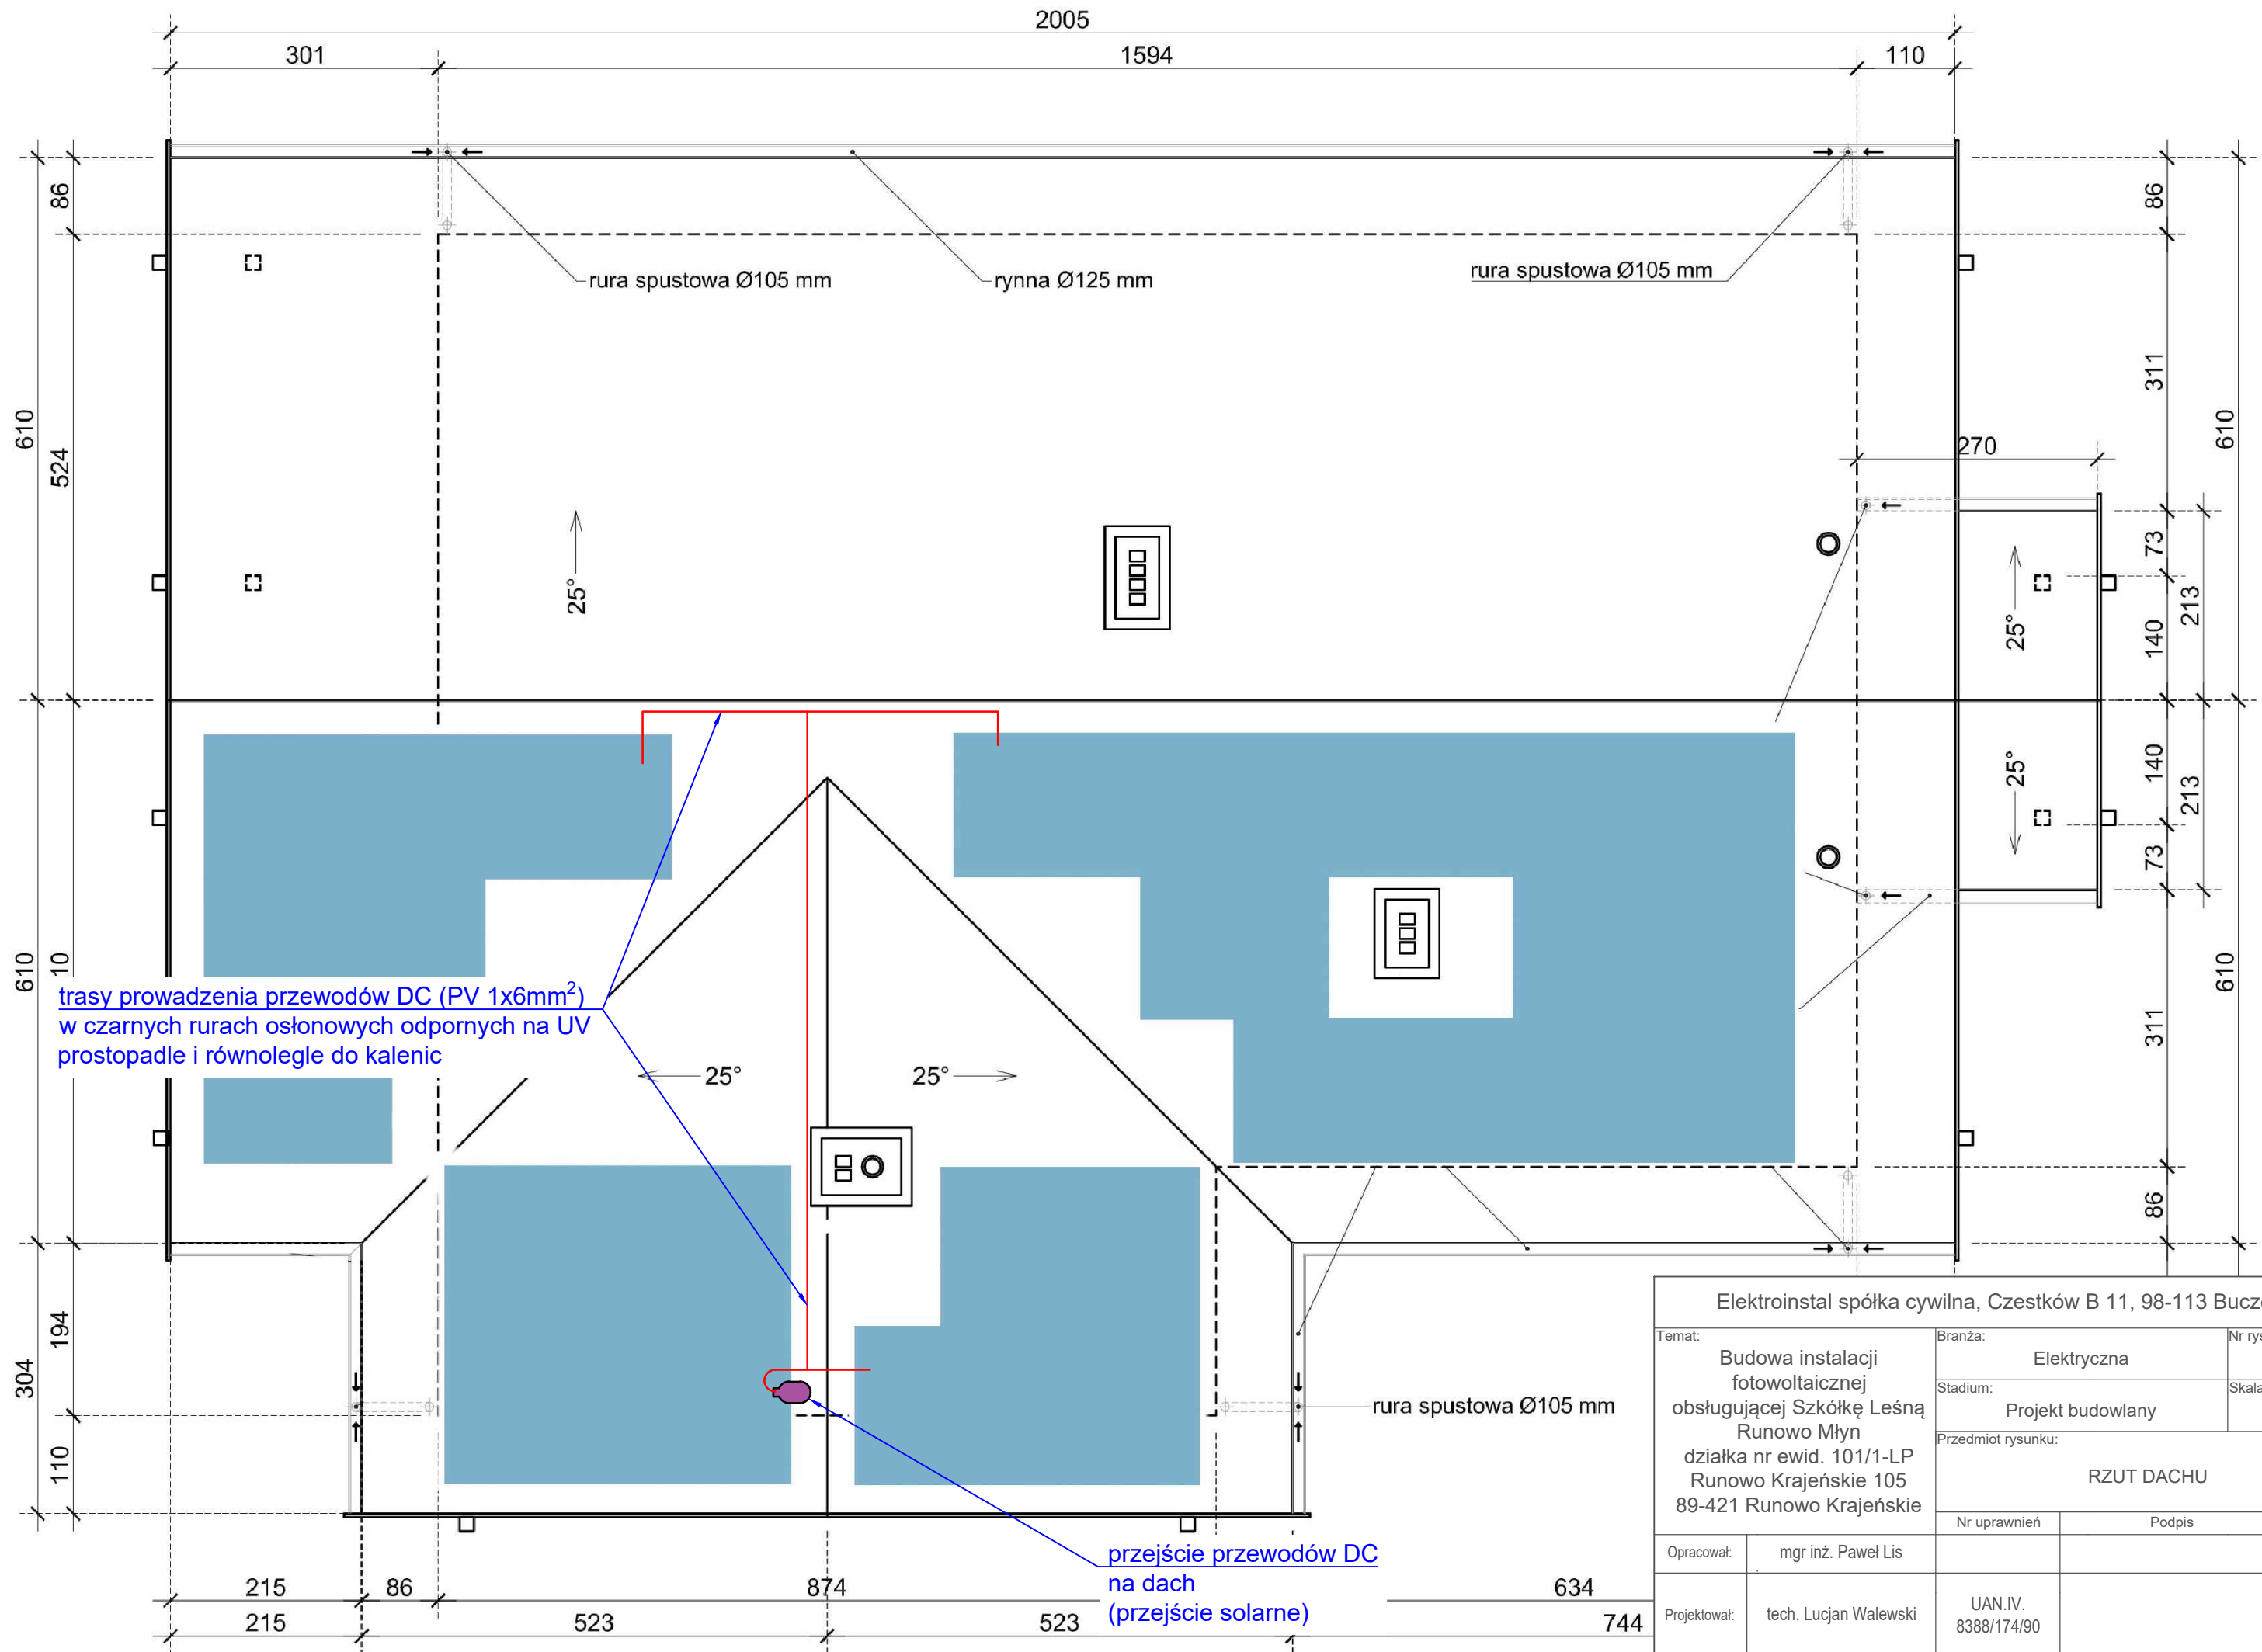 2005
301
1594
110
86
86
rura spustowa Ø105 mm
rynna Ø125 mm
rura spustowa Ø105 mm
311
610
524
610
270
25°
73
25°
213
140
140
25°
213
73
610
10
610
trasy prowadzenia przewodów DC (PV 1x6mm²)
w czarnych rurach osłonowych odpornych na UV
prostopadle i równolegle do kalenic
311
25°
25°
86
194
304
110
rura spustowa Ø105 mm
przejście przewodów DC
na dach
(przejście solarne)
215
86
874
634
215
523
523
744
Elektroinstal spółka cywilna, Czestków B 11, 98-113
Temat:
Budowa instalacji
fotowoltaicznej
obsługującej Szkółkę Leśną
Runowo Młyn
działka nr ewid. 101/1-LP
Runowo Krajeńskie 105
89-421 Runowo Krajeńskie
Branża:
Elektryczna
Nr
Stadium:
Projekt budowlany
Przedmiot rysunku:
RZUT DACHU
Nr uprawnień
Podpis
Opracował:
mgr inż. Paweł Lis
Projektował:
tech. Lucjan Walewski
UAN.IV.
8388/174/90